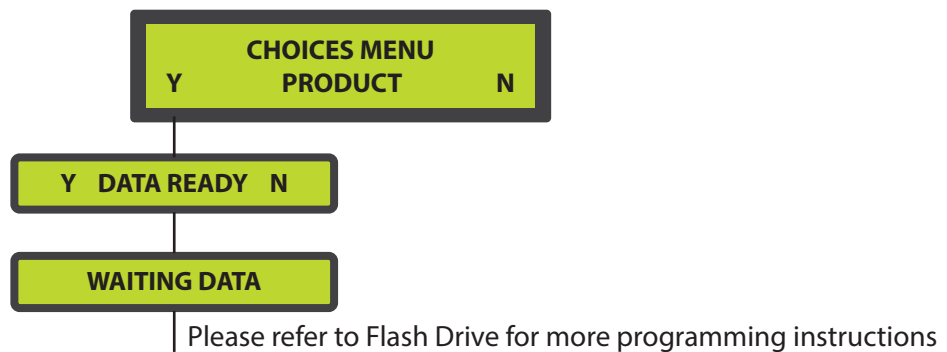 CHOICES MENU
Y PRODUCT N
Y DATA READY N
WAITING DATA
Please refer to Flash Drive for more programming instructions